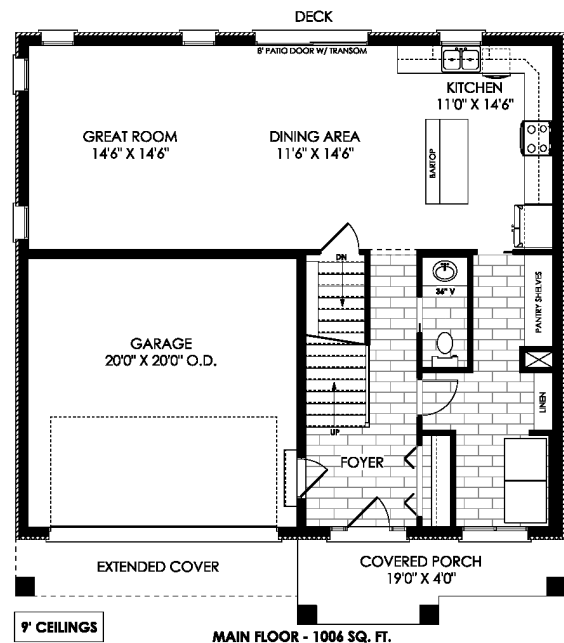 DECK
8' PATIO DOOR W/ TRANSOM
KITCHEN
11'0" X 14'6"
GREAT ROOM
14'6" X 14'6"
DINING AREA
11'6" X 14'6"
BARTOP
DN
36" V
PANTRY SHELVES
GARAGE
20'0" X 20'0" O.D.
LINEN
UP
FOYER
EXTENDED COVER
COVERED PORCH
19'0" X 4'0"
9' CEILINGS
MAIN FLOOR - 1006 SQ. FT.